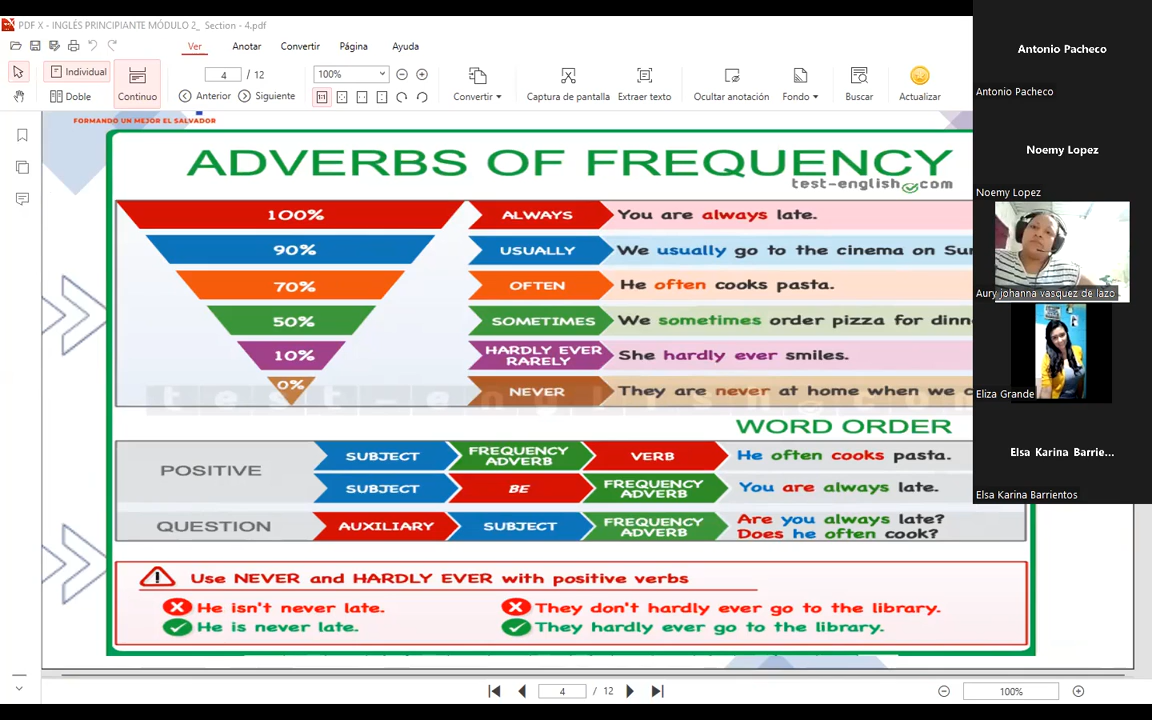 PDF X - INGLÉS PRINCIPIANTE MÓDULO 2_ Section - 4.pdf
Ver Anotar Convertir Página Ayuda
Individual
Doble
Continuo
4 / 12
Anterior Siguiente
100%
Convertir
Captura de pantalla
Extraer texto
Ocultar anotación
Fondo
Buscar
Actualizar
FORMANDO UN MEJOR EL SALVADOR
ADVERBS OF FREQUENCY
test-english.com
100% ALWAYS You are always late.
90% USUALLY We usually go to the cinema on
70% OFTEN He often cooks pasta.
50% SOMETIMES We sometimes order pizza for
10% HARDLY EVER RARELY She hardly ever smiles.
0% NEVER They are never at home when we
test-english.com
WORD ORDER
POSITIVE
SUBJECT FREQUENCY ADVERB VERB He often cooks pasta.
SUBJECT BE FREQUENCY ADVERB You are always late.
QUESTION AUXILIARY SUBJECT FREQUENCY ADVERB Are you always late?
Does he often cook?
! Use NEVER and HARDLY EVER with positive verbs
He isn't never late. They don't hardly ever go to the library.
He is never late. They hardly ever go to the library.
4 / 12
100%
Antonio Pacheco
Antonio Pacheco
Noemy Lopez
Noemy Lopez
Aury johanna vasquez de lazo
Eliza Grande
Elsa Karina Barrie...
Elsa Karina Barrientos